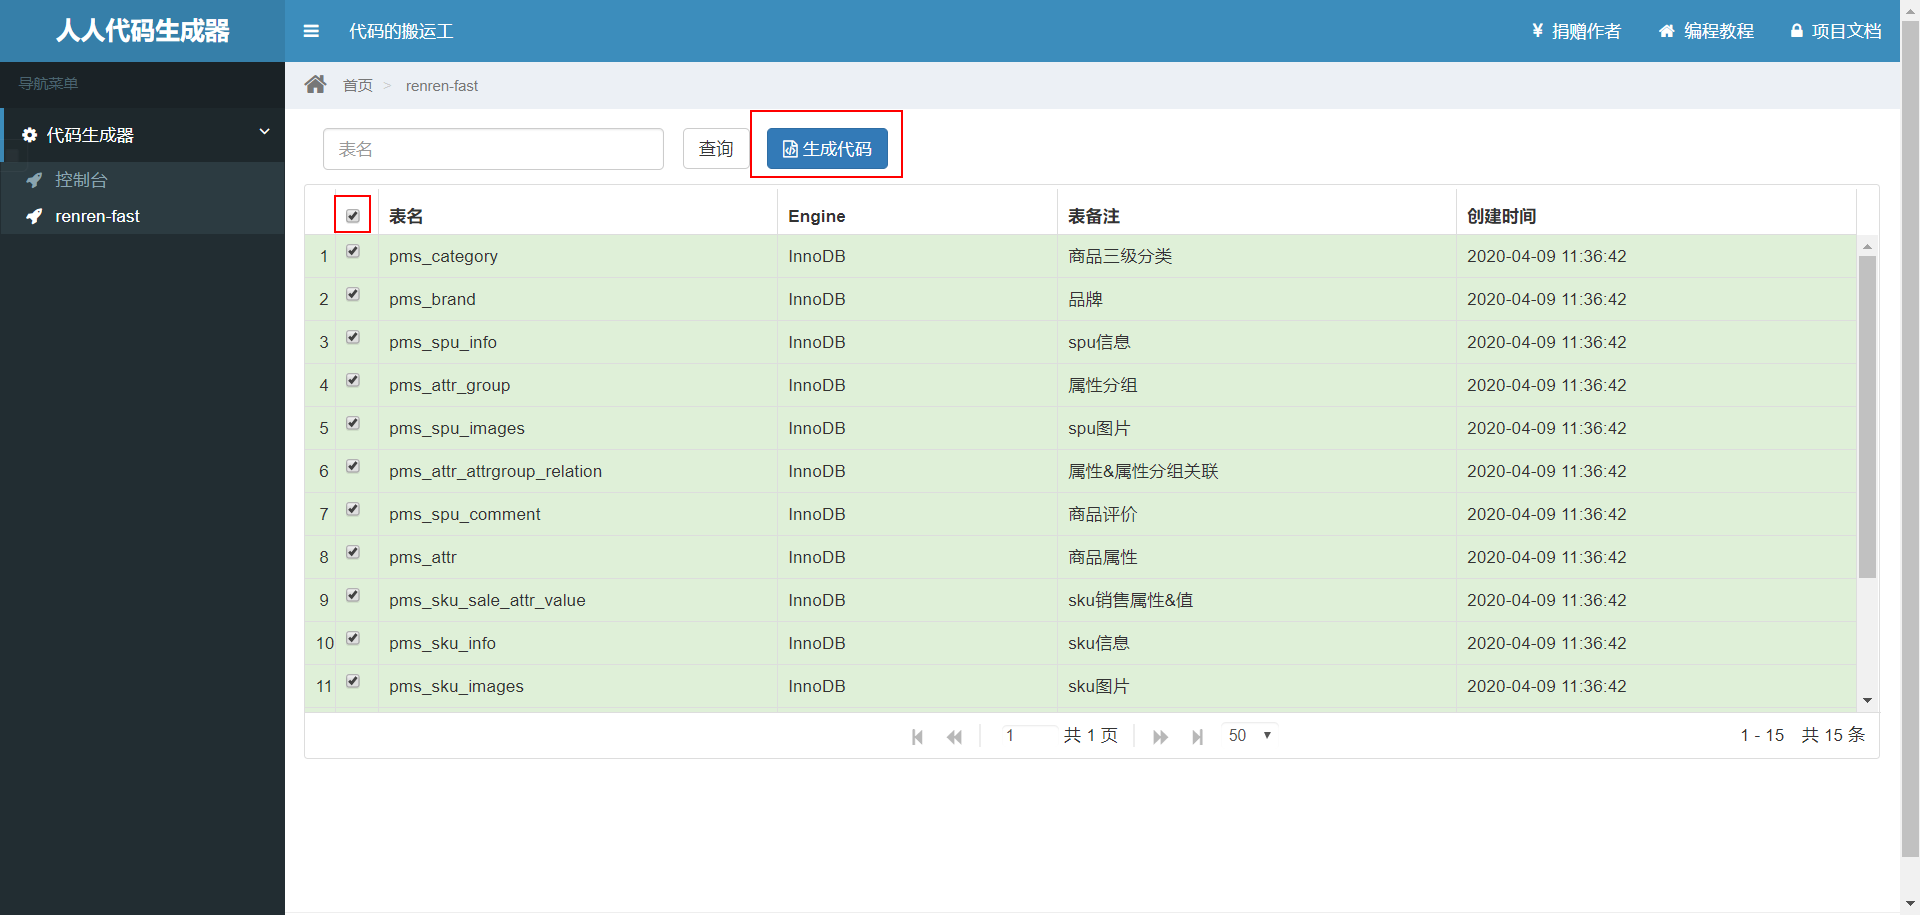 人人代码生成器
代码的搬运工
¥ 捐赠作者 编程教程 项目文档
导航菜单
首页 > renren-fast
代码生成器
控制台
renren-fast
表名 查询 生成代码
表名 Engine 表备注 创建时间
1 pms_category InnoDB 商品三级分类 2020-04-09 11:36:42
2 pms_brand InnoDB 品牌 2020-04-09 11:36:42
3 pms_spu_info InnoDB spu信息 2020-04-09 11:36:42
4 pms_attr_group InnoDB 属性分组 2020-04-09 11:36:42
5 pms_spu_images InnoDB spu图片 2020-04-09 11:36:42
6 pms_attr_attrgroup_relation InnoDB 属性&属性分组关联 2020-04-09 11:36:42
7 pms_spu_comment InnoDB 商品评价 2020-04-09 11:36:42
8 pms_attr InnoDB 商品属性 2020-04-09 11:36:42
9 pms_sku_sale_attr_value InnoDB sku销售属性&值 2020-04-09 11:36:42
10 pms_sku_info InnoDB sku信息 2020-04-09 11:36:42
11 pms_sku_images InnoDB sku图片 2020-04-09 11:36:42
1 共 1 页 50 1 - 15 共 15 条